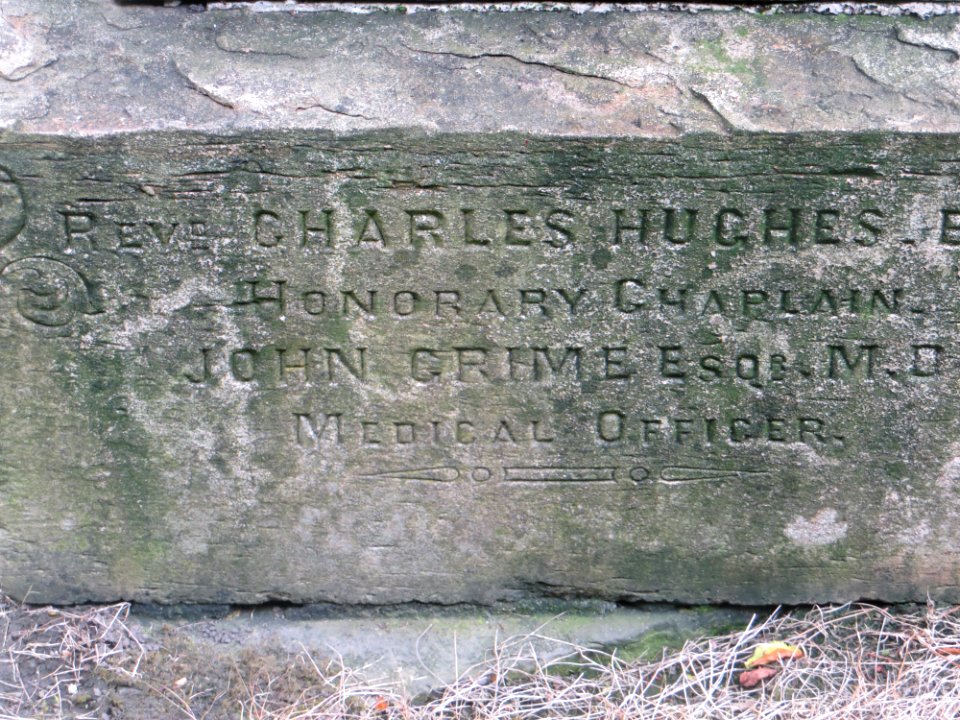 REVD CHARLES HUGHES. B
HONORARY CHAPLAIN.
JOHN GRIME ESQR. M.D
MEDICAL OFFICER.